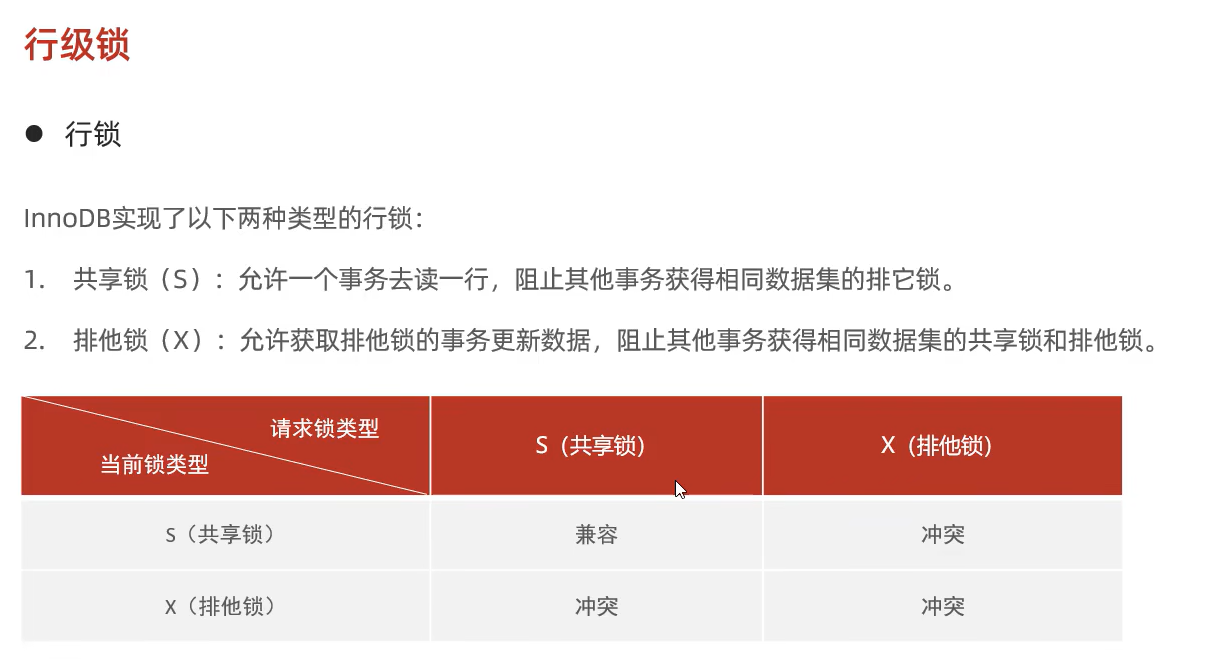 行级锁
● 行锁
InnoDB实现了以下两种类型的行锁：
1. 共享锁（S）：允许一个事务去读一行，阻止其他事务获得相同数据集的排它锁。
2. 排他锁（X）：允许获取排他锁的事务更新数据，阻止其他事务获得相同数据集的共享锁和排他锁。
请求锁类型
当前锁类型
S（共享锁）
X（排他锁）
S（共享锁）
兼容
冲突
X（排他锁）
冲突
冲突